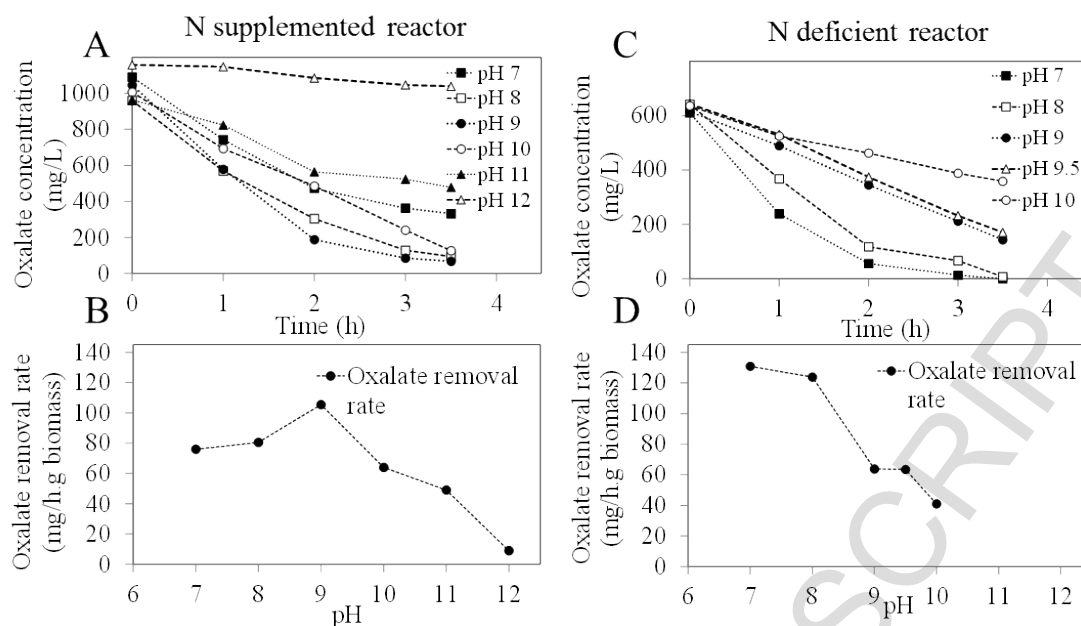 A
N supplemented reactor
Oxalate concentration
(mg/L)
1000
800
600
400
200
0
0 1 2 3 4
Time (h)
pH 7
pH 8
pH 9
pH 10
pH 11
pH 12
C
N deficient reactor
Oxalate concentration
(mg/L)
600
400
200
0
0 1 2 3 4
Time (h)
pH 7
pH 8
pH 9
pH 9.5
pH 10
B
Oxalate removal rate
(mg/h.g biomass)
140
120
100
80
60
40
20
0
6 7 8 9 10 11 12
pH
Oxalate removal
rate
D
Oxalate removal rate
(mg/h.g biomass)
140
120
100
80
60
40
20
0
6 7 8 9 10 11 12
pH
Oxalate removal
rate
SCRIPT